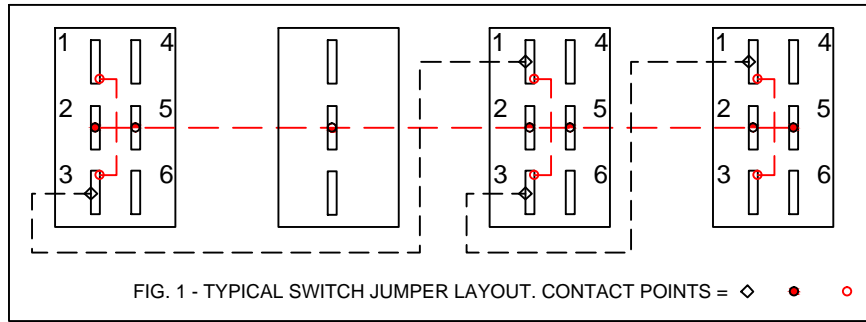 1 4 1 4 1 4
2 5 2 5 2 5
3 6 3 6 3 6
FIG. 1 - TYPICAL SWITCH JUMPER LAYOUT. CONTACT POINTS =